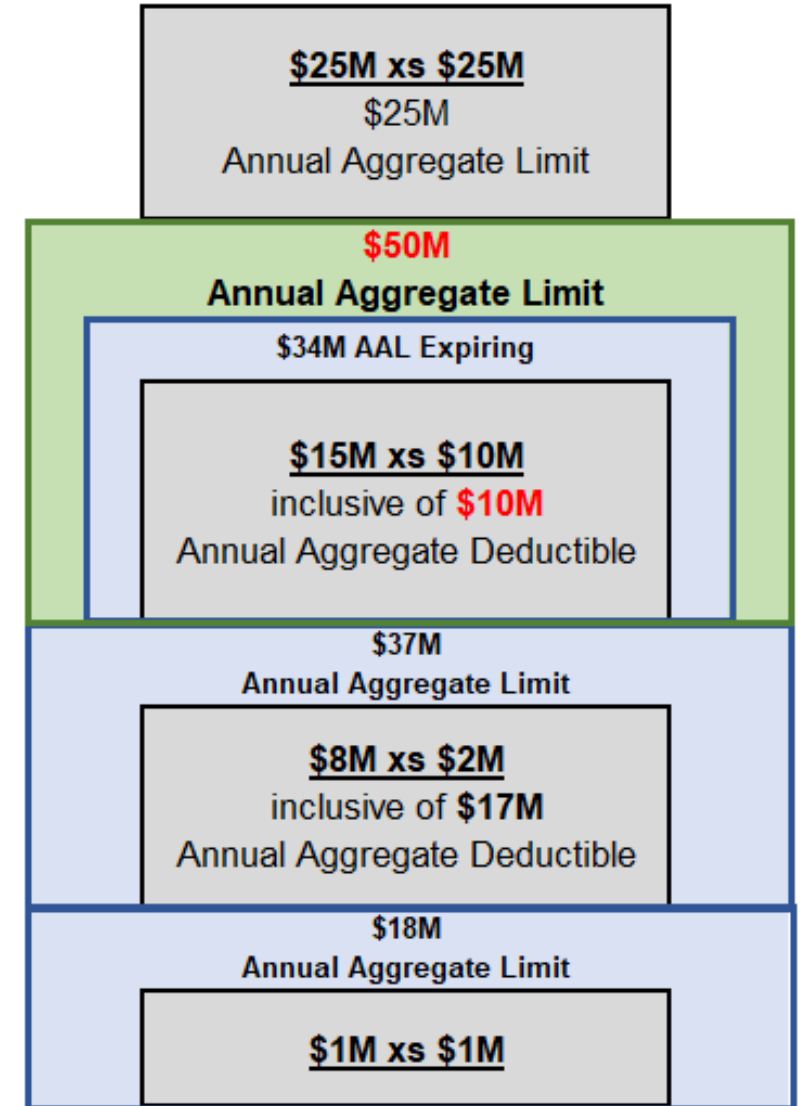 $25M xs $25M
$25M
Annual Aggregate Limit
$50M
Annual Aggregate Limit
$34M AAL Expiring
$15M xs $10M
inclusive of $10M
Annual Aggregate Deductible
$37M
Annual Aggregate Limit
$8M xs $2M
inclusive of $17M
Annual Aggregate Deductible
$18M
Annual Aggregate Limit
$1M xs $1M